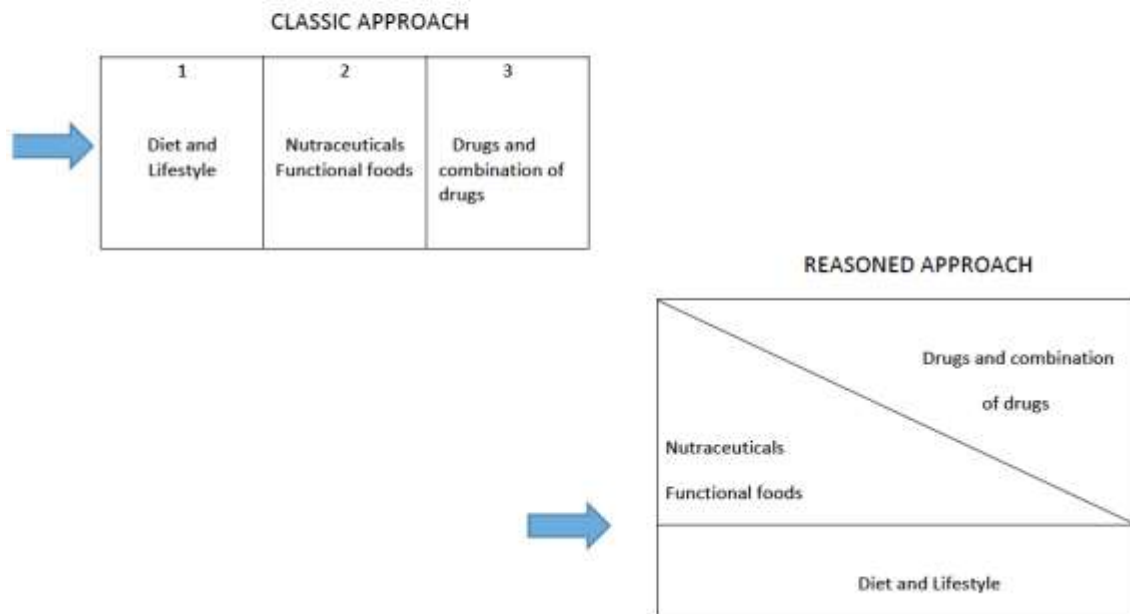 CLASSIC APPROACH
1
Diet and
Lifestyle
2
Nutraceuticals
Functional foods
3
Drugs and
combination of
drugs
REASONED APPROACH
Drugs and combination
of drugs
Nutraceuticals
Functional foods
Diet and Lifestyle